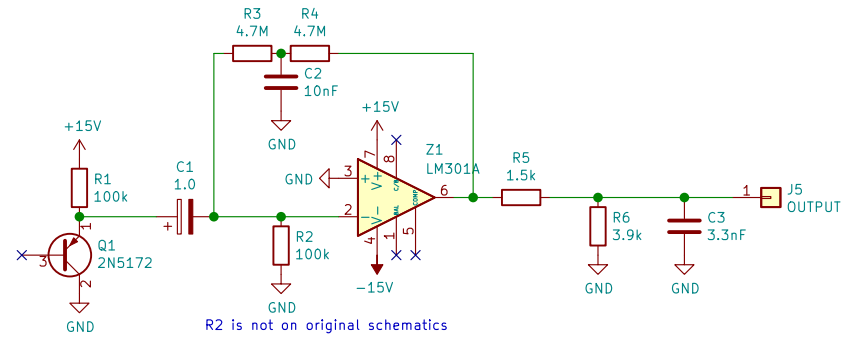 R3
4.7M
R4
4.7M
C2
10nF
GND
+15V
+15V
R1
100k
C1
1.0
+
GND
3
2
+
-
V+
V-
7
8
C/B
BAL
COMP
Z1
LM301A
6
1
5
4
-15V
R2
100k
GND
1
Q1
2N5172
3
2
GND
R5
1.5k
R6
3.9k
GND
C3
3.3nF
GND
1
J5
OUTPUT
R2 is not on original schematics